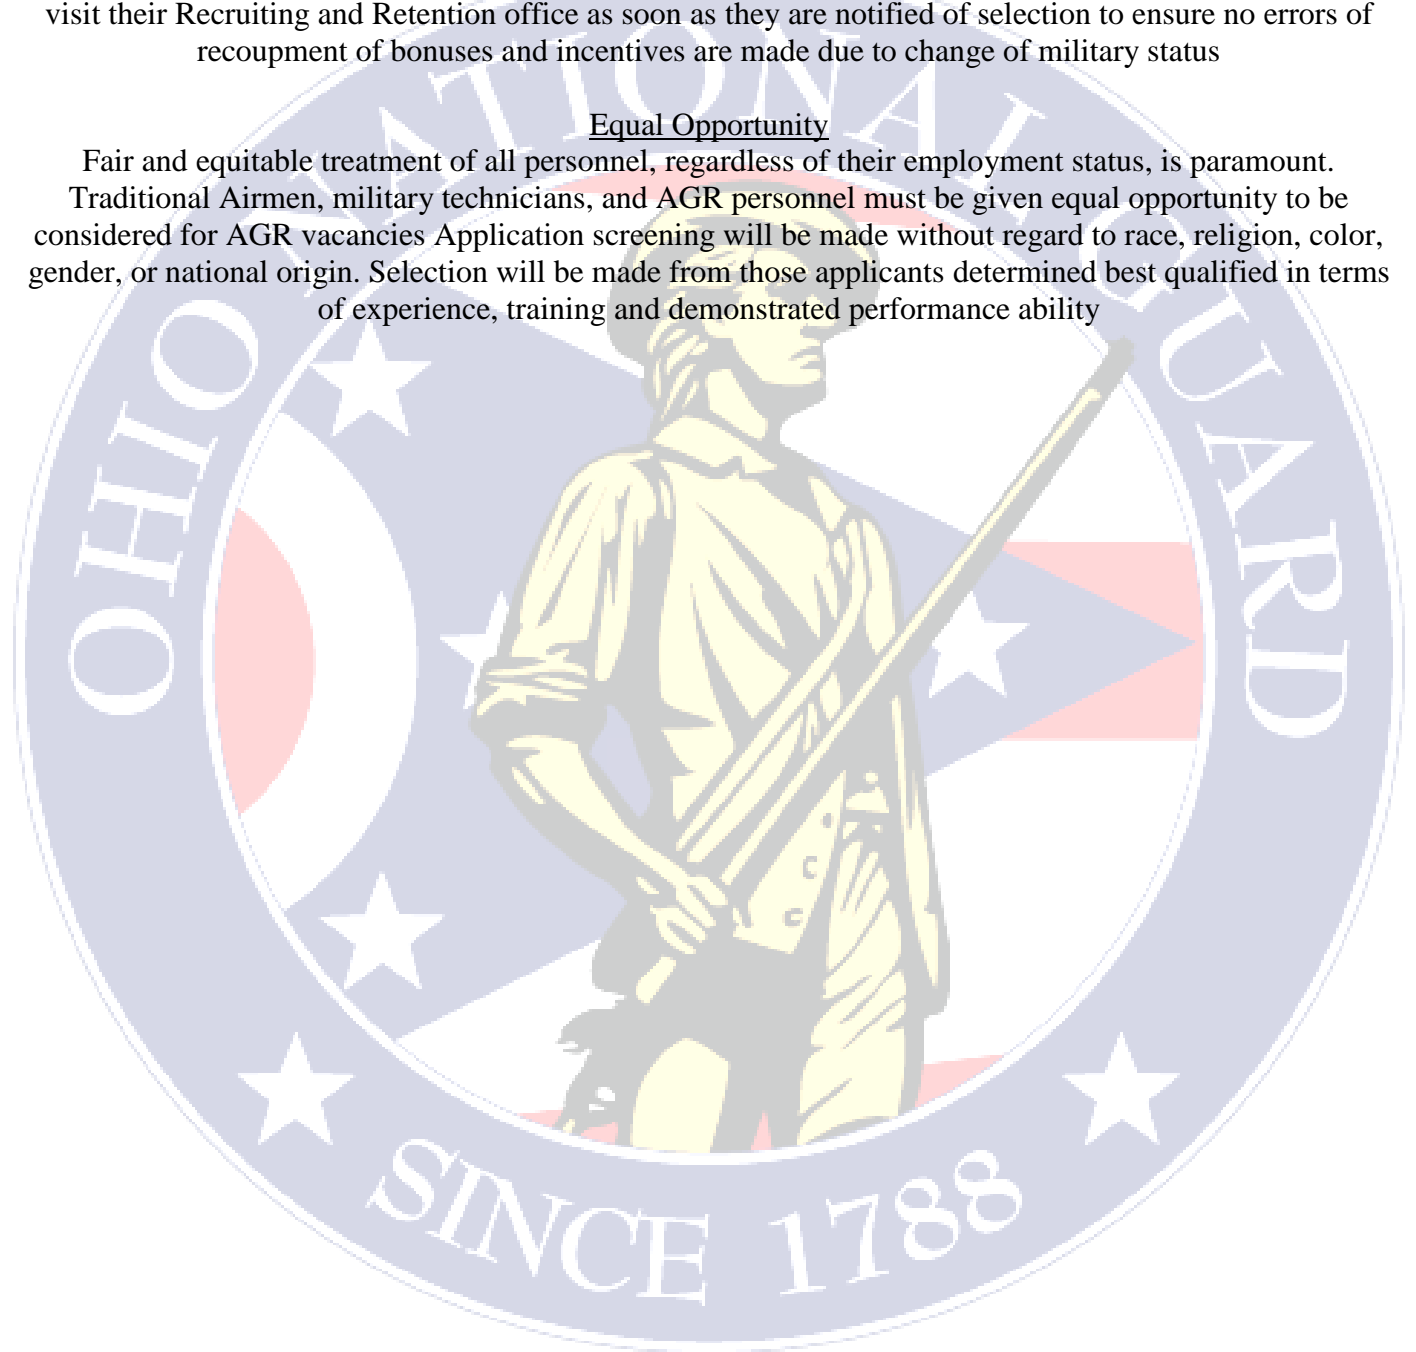 visit their Recruiting and Retention office as soon as they are notified of selection to ensure no errors of
recoupment of bonuses and incentives are made due to change of military status
Equal Opportunity
Fair and equitable treatment of all personnel, regardless of their employment status, is paramount.
Traditional Airmen, military technicians, and AGR personnel must be given equal opportunity to be
considered for AGR vacancies Application screening will be made without regard to race, religion, color,
gender, or national origin. Selection will be made from those applicants determined best qualified in terms
of experience, training and demonstrated performance ability
OHIO NATIONAL GUARD
SINCE 1788